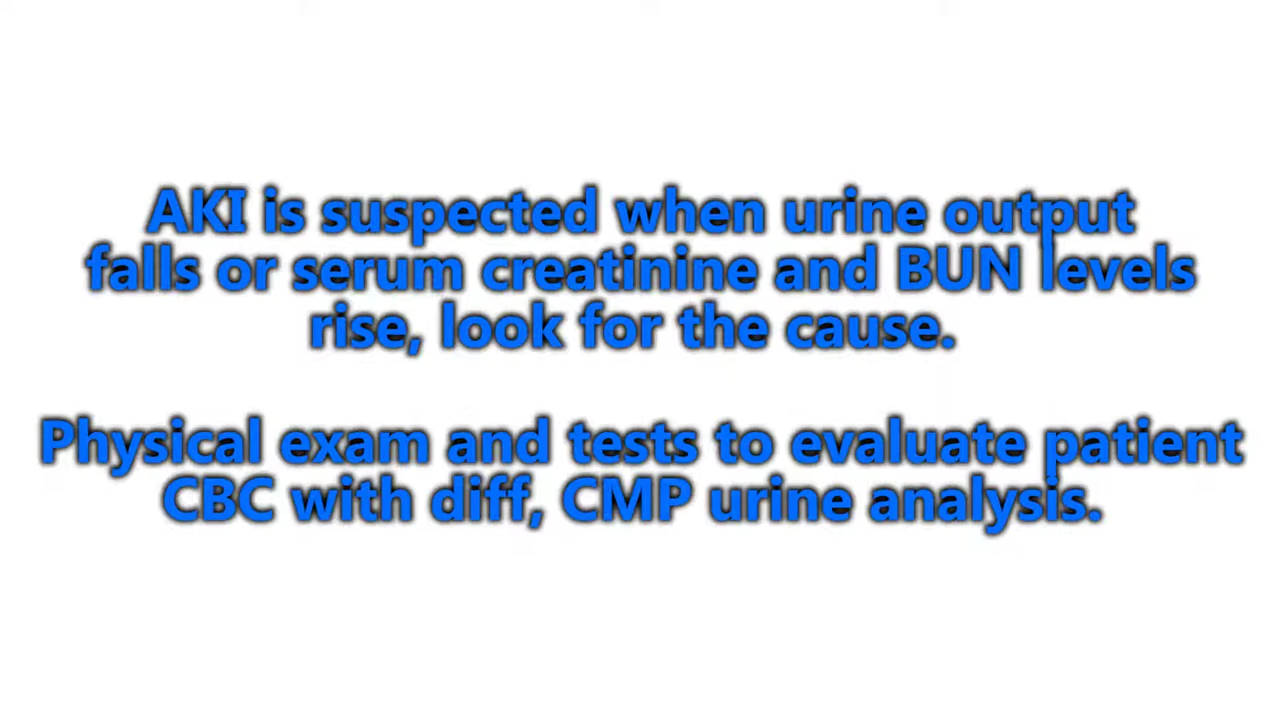 AKI is suspected when urine output
falls or serum creatinine and BUN levels
rise, look for the cause.
Physical exam and tests to evaluate patient
CBC with diff, CMP urine analysis.